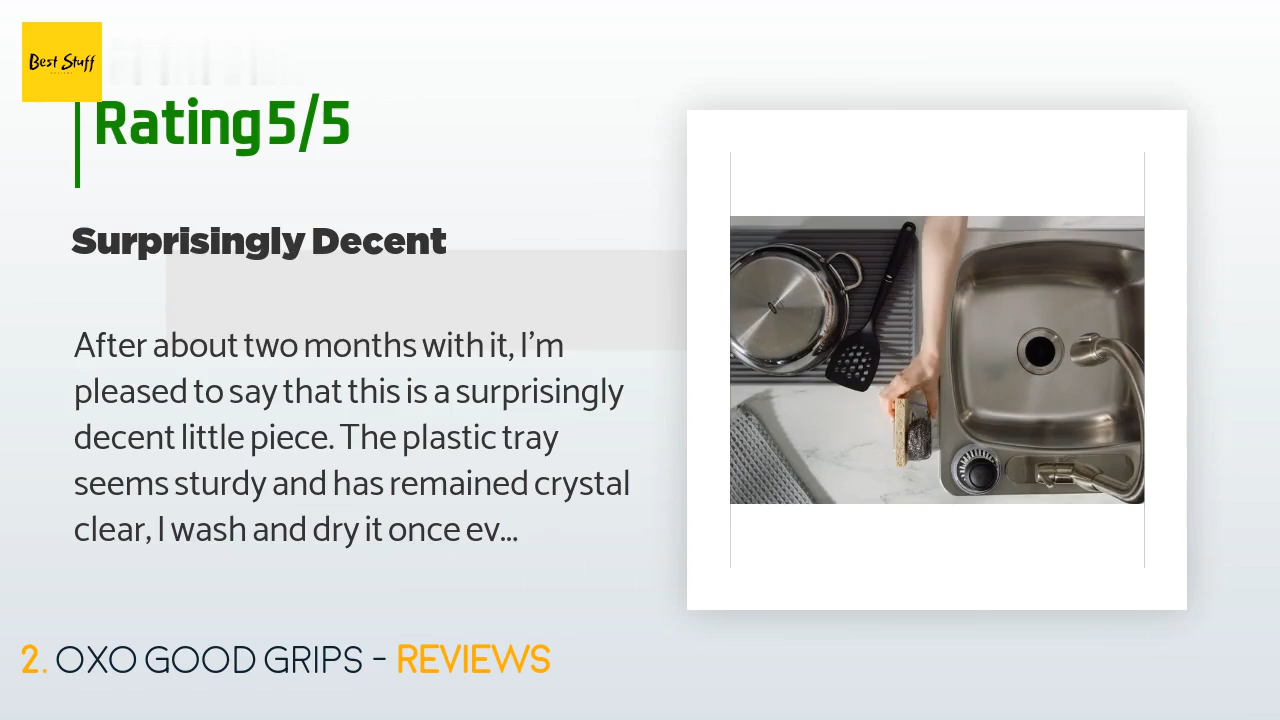 Best Stuff
Rating 5/5
Surprisingly Decent
After about two months with it, I’m
pleased to say that this is a surprisingly
decent little piece. The plastic tray
seems sturdy and has remained crystal
clear, I wash and dry it once ev...
2. OXO GOOD GRIPS - REVIEWS